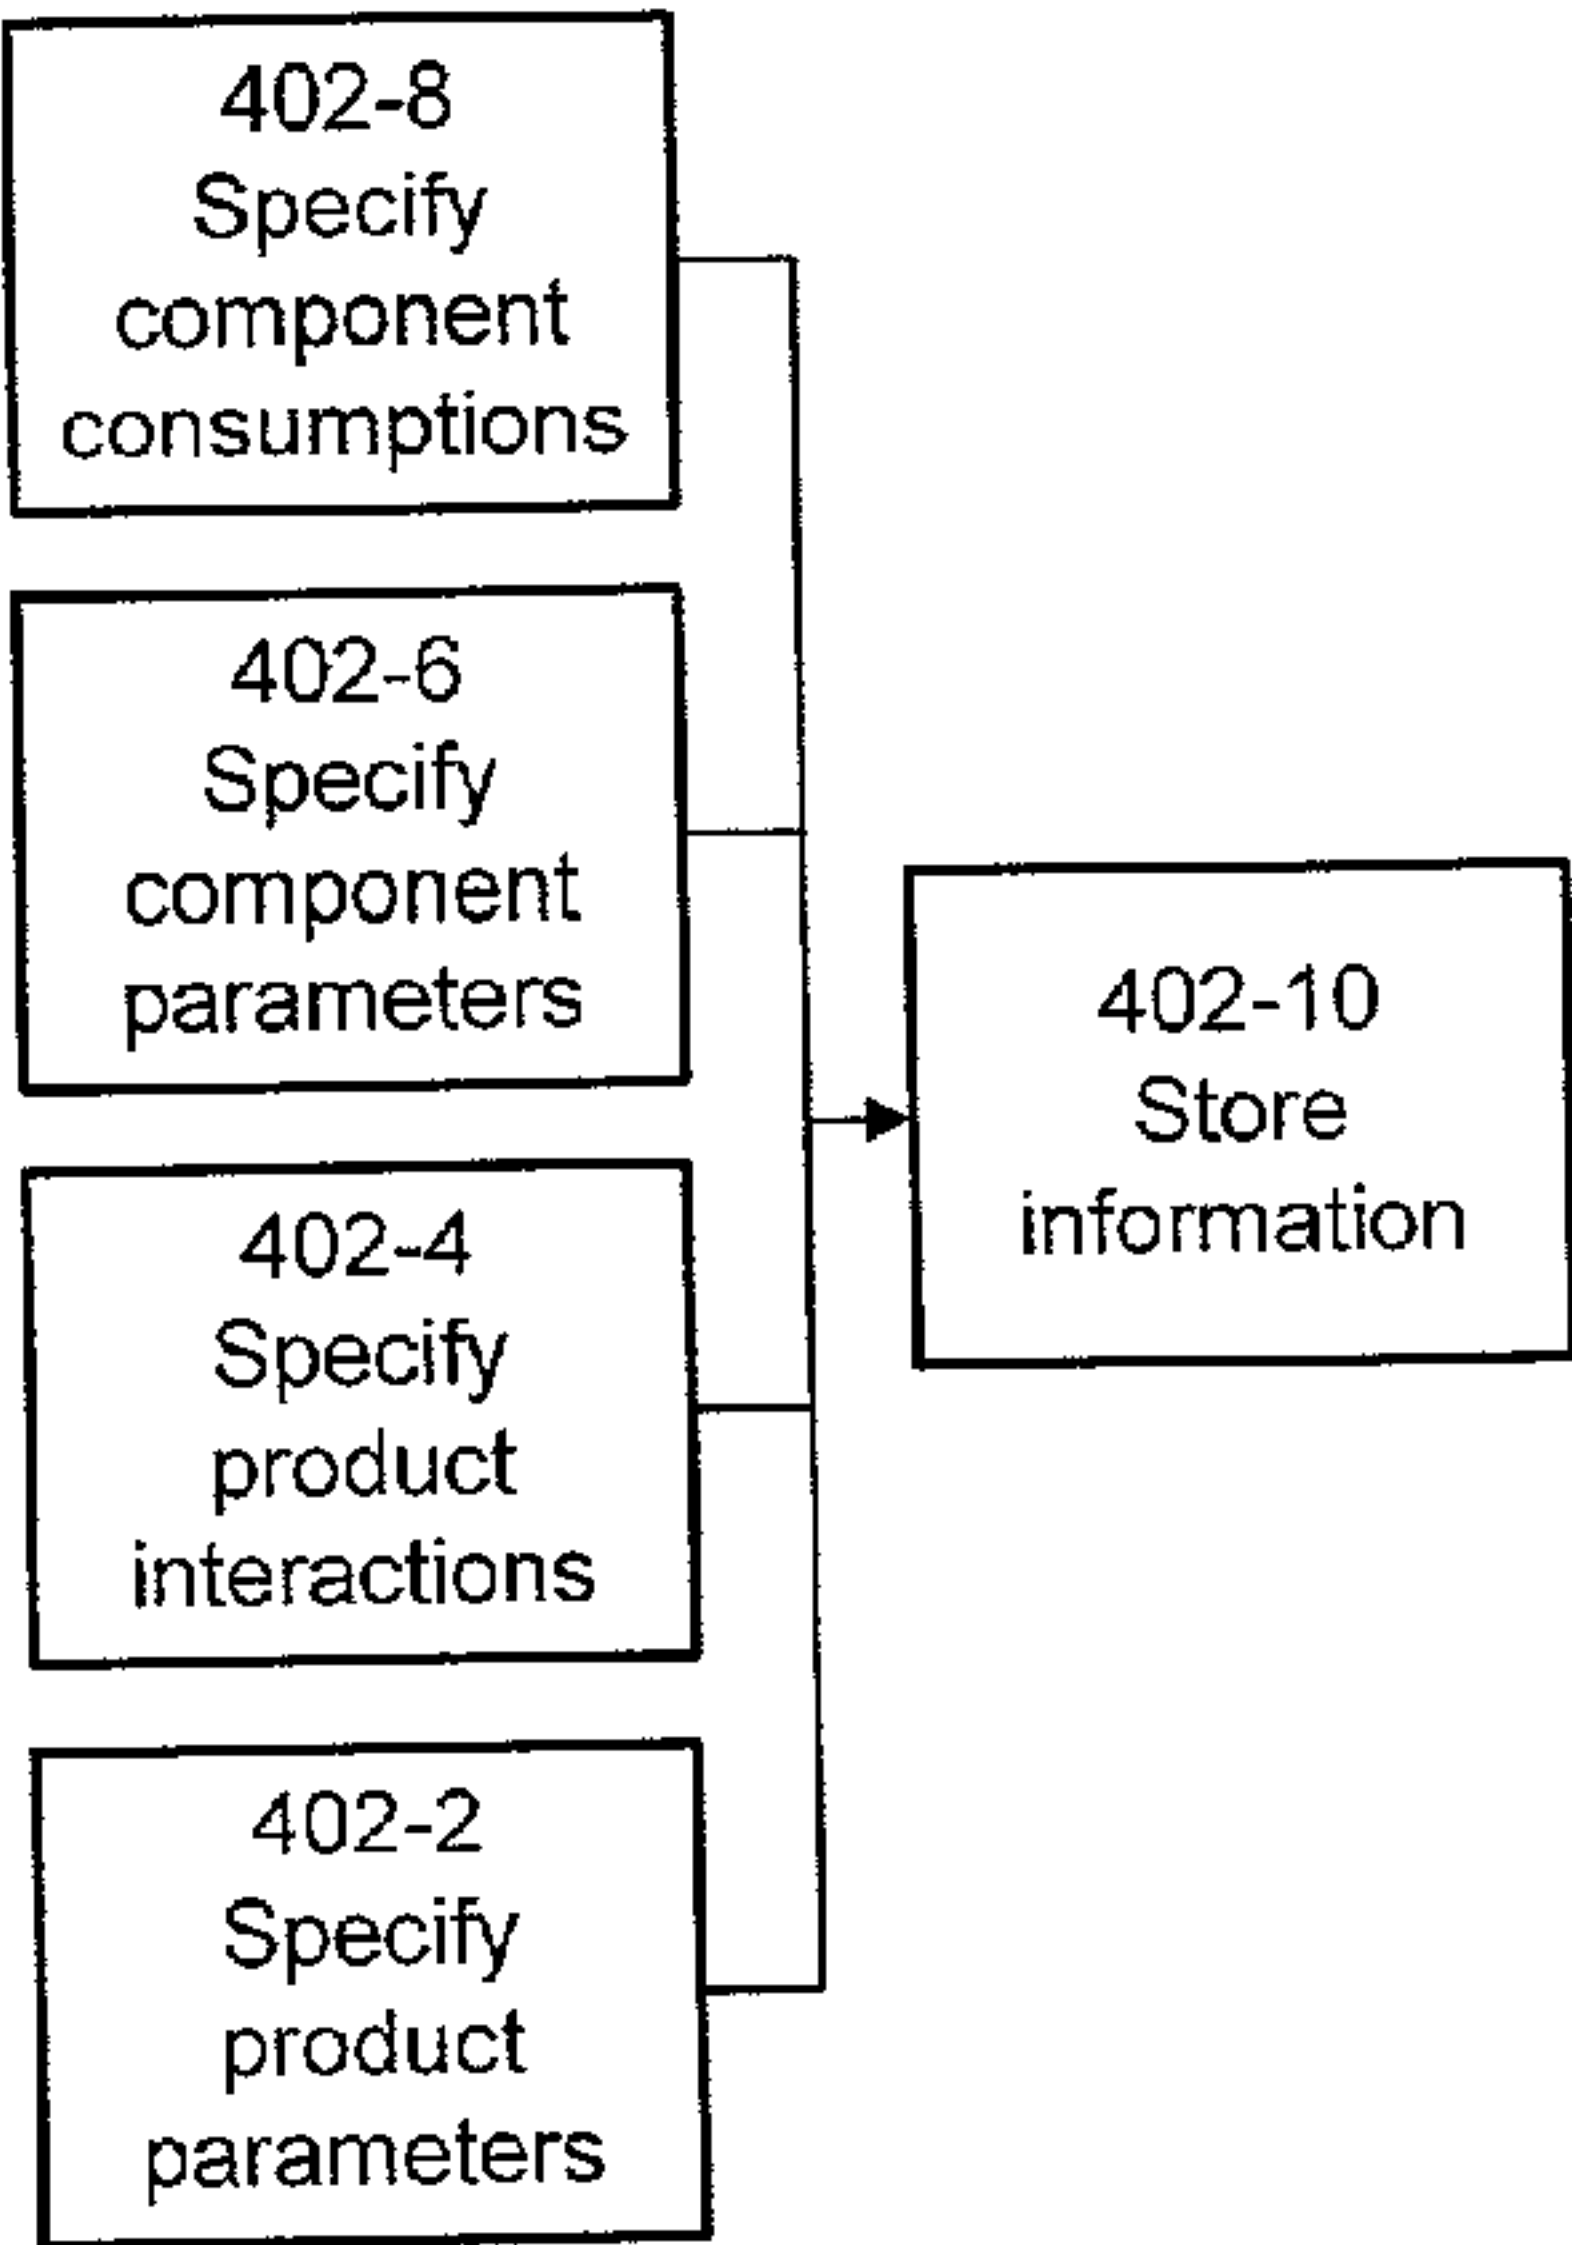 402-8
Specify
component
consumptions
402-6
Specify
component
parameters
402-10
Store
information
402-4
Specify
product
interactions
402-2
Specify
product
parameters